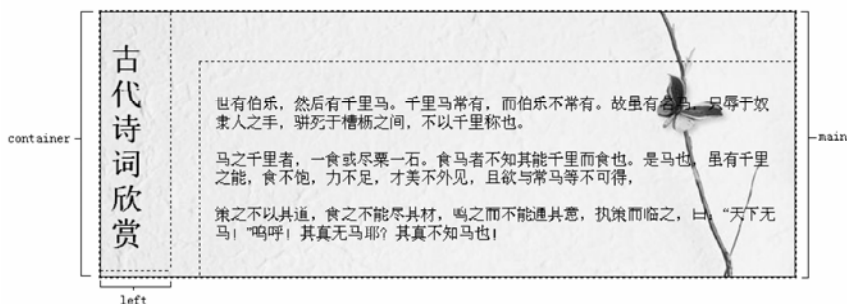 古代诗词欣赏
世有伯乐，然后有千里马。千里马常有，而伯乐不常有。故虽有名马，只辱于奴
隶人之手，骈死于槽枥之间，不以千里称也。
马之千里者，一食或尽粟一石。食马者不知其能千里而食也。是马也，虽有千里
之能，食不饱，力不足，才美不外见，且欲与常马等不可得，
策之不以其道，食之不能尽其材，鸣之而不能通其意，执策而临之，曰：“天下无
马！”呜呼！其真无马耶？其真不知马也！
container
main
left